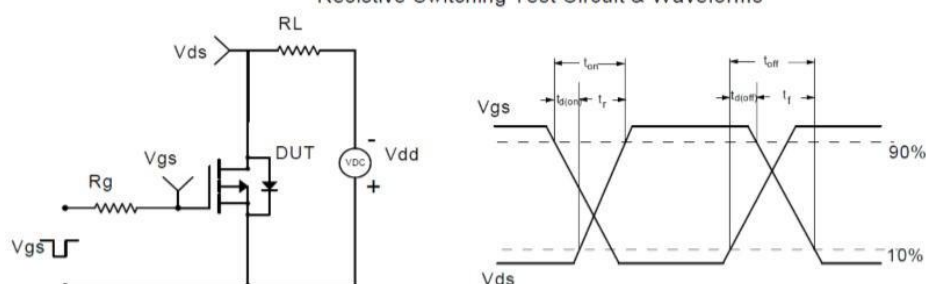 Resistive Switching Test Circuit & Waveforms
RL
Vds
Vgs
DUT
Rg
VDC
-
Vdd
+
Vgs
ton
toff
td(on)
tr
td(off)
tf
Vgs
90%
10%
Vds